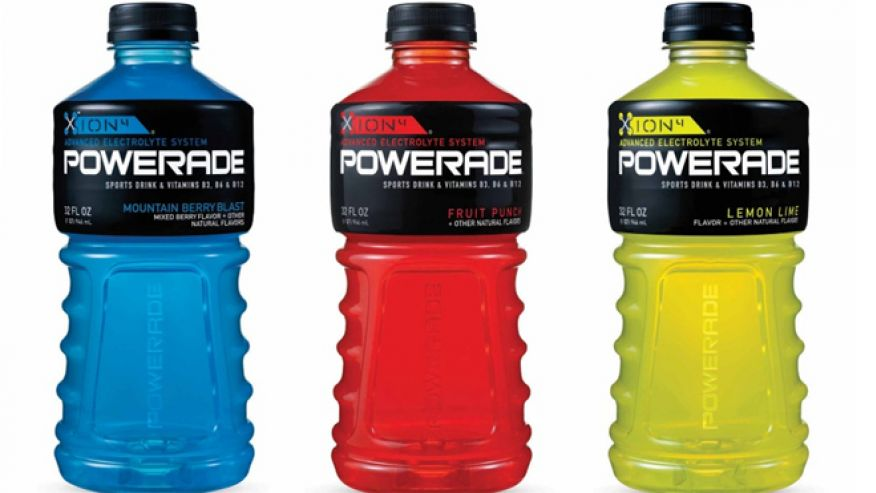 ION4
ADVANCED ELECTROLYTE SYSTEM
POWERADE
SPORTS DRINK & VITAMINS B3, B6 & B12
32 FL OZ
MOUNTAIN BERRY BLAST
MIXED BERRY FLAVOR + OTHER
NATURAL FLAVORS
POWERADE
ION4
ADVANCED ELECTROLYTE SYSTEM
POWERADE
SPORTS DRINK & VITAMINS B3, B6 & B12
32 FL OZ
FRUIT PUNCH
+ OTHER NATURAL FLAVORS
POWERADE
ION4
ADVANCED ELECTROLYTE SYSTEM
POWERADE
SPORTS DRINK & VITAMINS B3, B6 & B12
32 FL OZ
LEMON LIME
FLAVOR + OTHER NATURAL FLAVORS
POWERADE